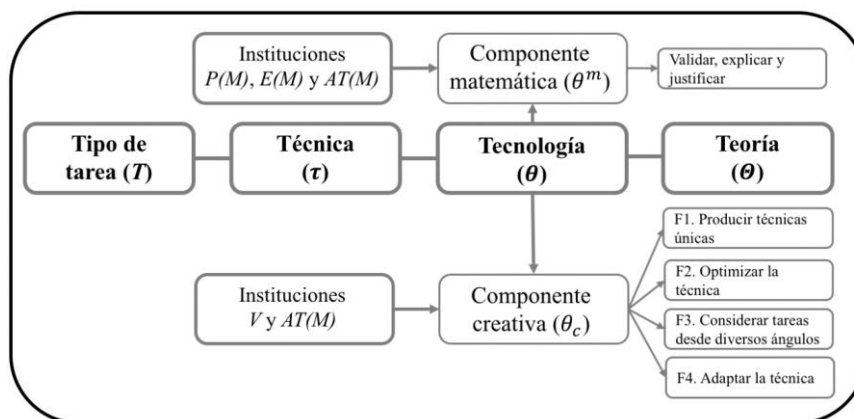 Instituciones
P(M), E(M) y AT(M)
Componente
matemática (θᵐ)
Validar, explicar y
justificar
Tipo de
tarea (T)
Técnica
(τ)
Tecnología
(θ)
Teoría
(Θ)
Instituciones
V y AT(M)
Componente
creativa (θ_c)
F1. Producir técnicas
únicas
F2. Optimizar la
técnica
F3. Considerar tareas
desde diversos ángulos
F4. Adaptar la técnica